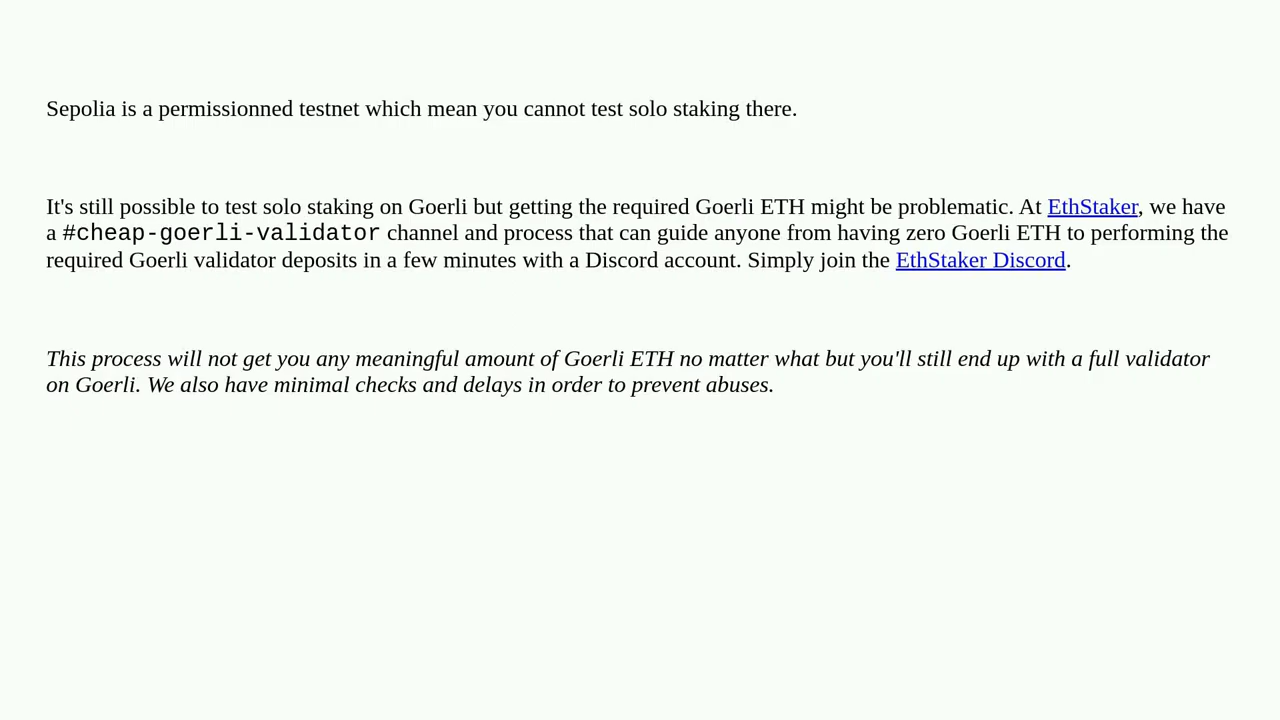 Sepolia is a permissionned testnet which mean you cannot test solo staking there.
It's still possible to test solo staking on Goerli but getting the required Goerli ETH might be problematic. At EthStaker, we have
a #cheap-goerli-validator channel and process that can guide anyone from having zero Goerli ETH to performing the
required Goerli validator deposits in a few minutes with a Discord account. Simply join the EthStaker Discord.
This process will not get you any meaningful amount of Goerli ETH no matter what but you'll still end up with a full validator
on Goerli. We also have minimal checks and delays in order to prevent abuses.